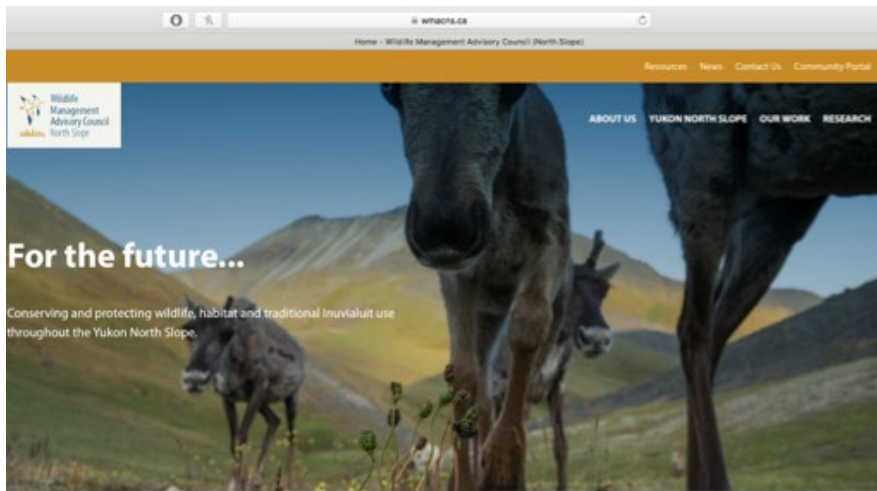 wmacns.ca
Home - Wildlife Management Advisory Council (North Slope)
Resources News Contact Us Community Portal
Wildlife
Management
Advisory Council
North Slope
ABOUT US YUKON NORTH SLOPE OUR WORK RESEARCH
For the future...
Conserving and protecting wildlife, habitat and traditional Inuvialuit use
throughout the Yukon North Slope.